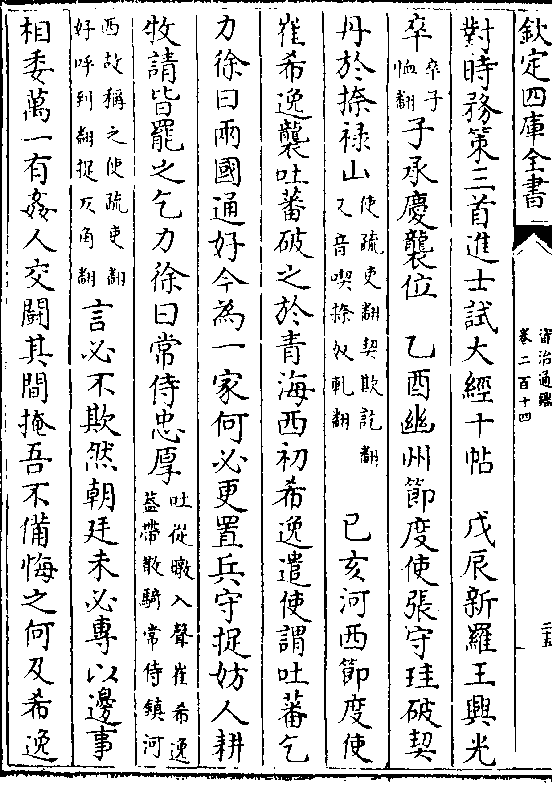 欽定四庫全書
資治通鑑
卷二百十四
二五
對時務策三首進士試大經十帖　戊辰新羅王興光
卒卒子恤翻子承慶襲位　乙酉幽州節度使張守珪破契
丹於捺祿山使疏吏翻契欺訖翻又音喫捺奴軋翻　已亥河西節度使
崔希逸襲吐蕃破之於青海西初希逸遣使謂吐蕃乞
力徐曰兩國通好今為一家何必更置兵守捉妨人耕
牧請皆罷之乞力徐曰常侍忠厚吐從暾入聲崔希逸蓋帶散騎常侍鎮河
西故稱之使疏吏翻好呼到翻捉仄角翻言必不欺然朝廷未必專以邊事
相委萬一有姦人交鬬其間掩吾不備悔之何及希逸